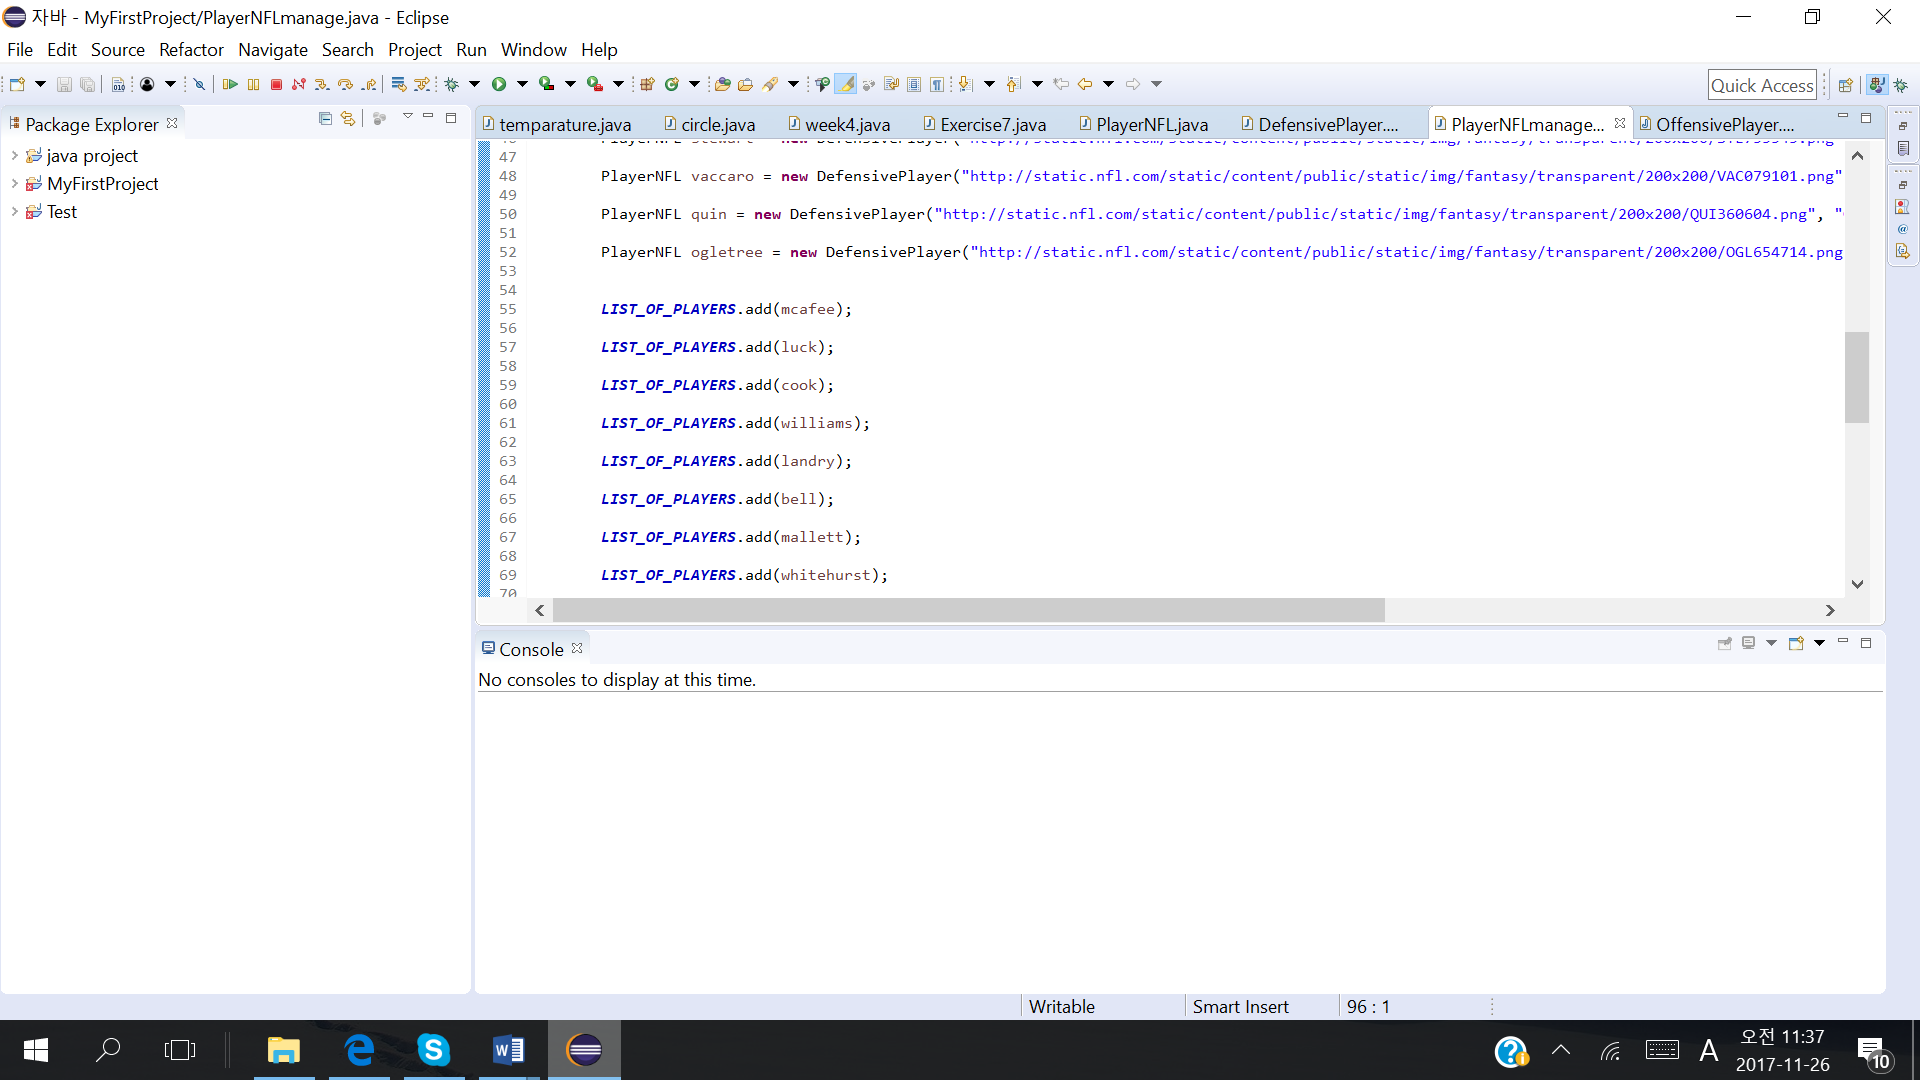 자바 - MyFirstProject/PlayerNFLmanage.java - Eclipse
File Edit Source Refactor Navigate Search Project Run Window Help
Quick Access
Package Explorer
java project
MyFirstProject
Test
temparature.java circle.java week4.java Exercise7.java PlayerNFL.java DefensivePlayer.... PlayerNFLmanage... OffensivePlayer....
47
48 PlayerNFL vaccaro = new DefensivePlayer("http://static.nfl.com/static/content/public/static/img/fantasy/transparent/200x200/VAC079101.png"
49
50 PlayerNFL quin = new DefensivePlayer("http://static.nfl.com/static/content/public/static/img/fantasy/transparent/200x200/QUI360604.png", "
51
52 PlayerNFL ogletree = new DefensivePlayer("http://static.nfl.com/static/content/public/static/img/fantasy/transparent/200x200/OGL654714.png
53
54
55 LIST_OF_PLAYERS.add(mcafee);
56
57 LIST_OF_PLAYERS.add(luck);
58
59 LIST_OF_PLAYERS.add(cook);
60
61 LIST_OF_PLAYERS.add(williams);
62
63 LIST_OF_PLAYERS.add(landry);
64
65 LIST_OF_PLAYERS.add(bell);
66
67 LIST_OF_PLAYERS.add(mallett);
68
69 LIST_OF_PLAYERS.add(whitehurst);
70
Console
No consoles to display at this time.
Writable Smart Insert 96 : 1
A
오전 11:37
2017-11-26
10